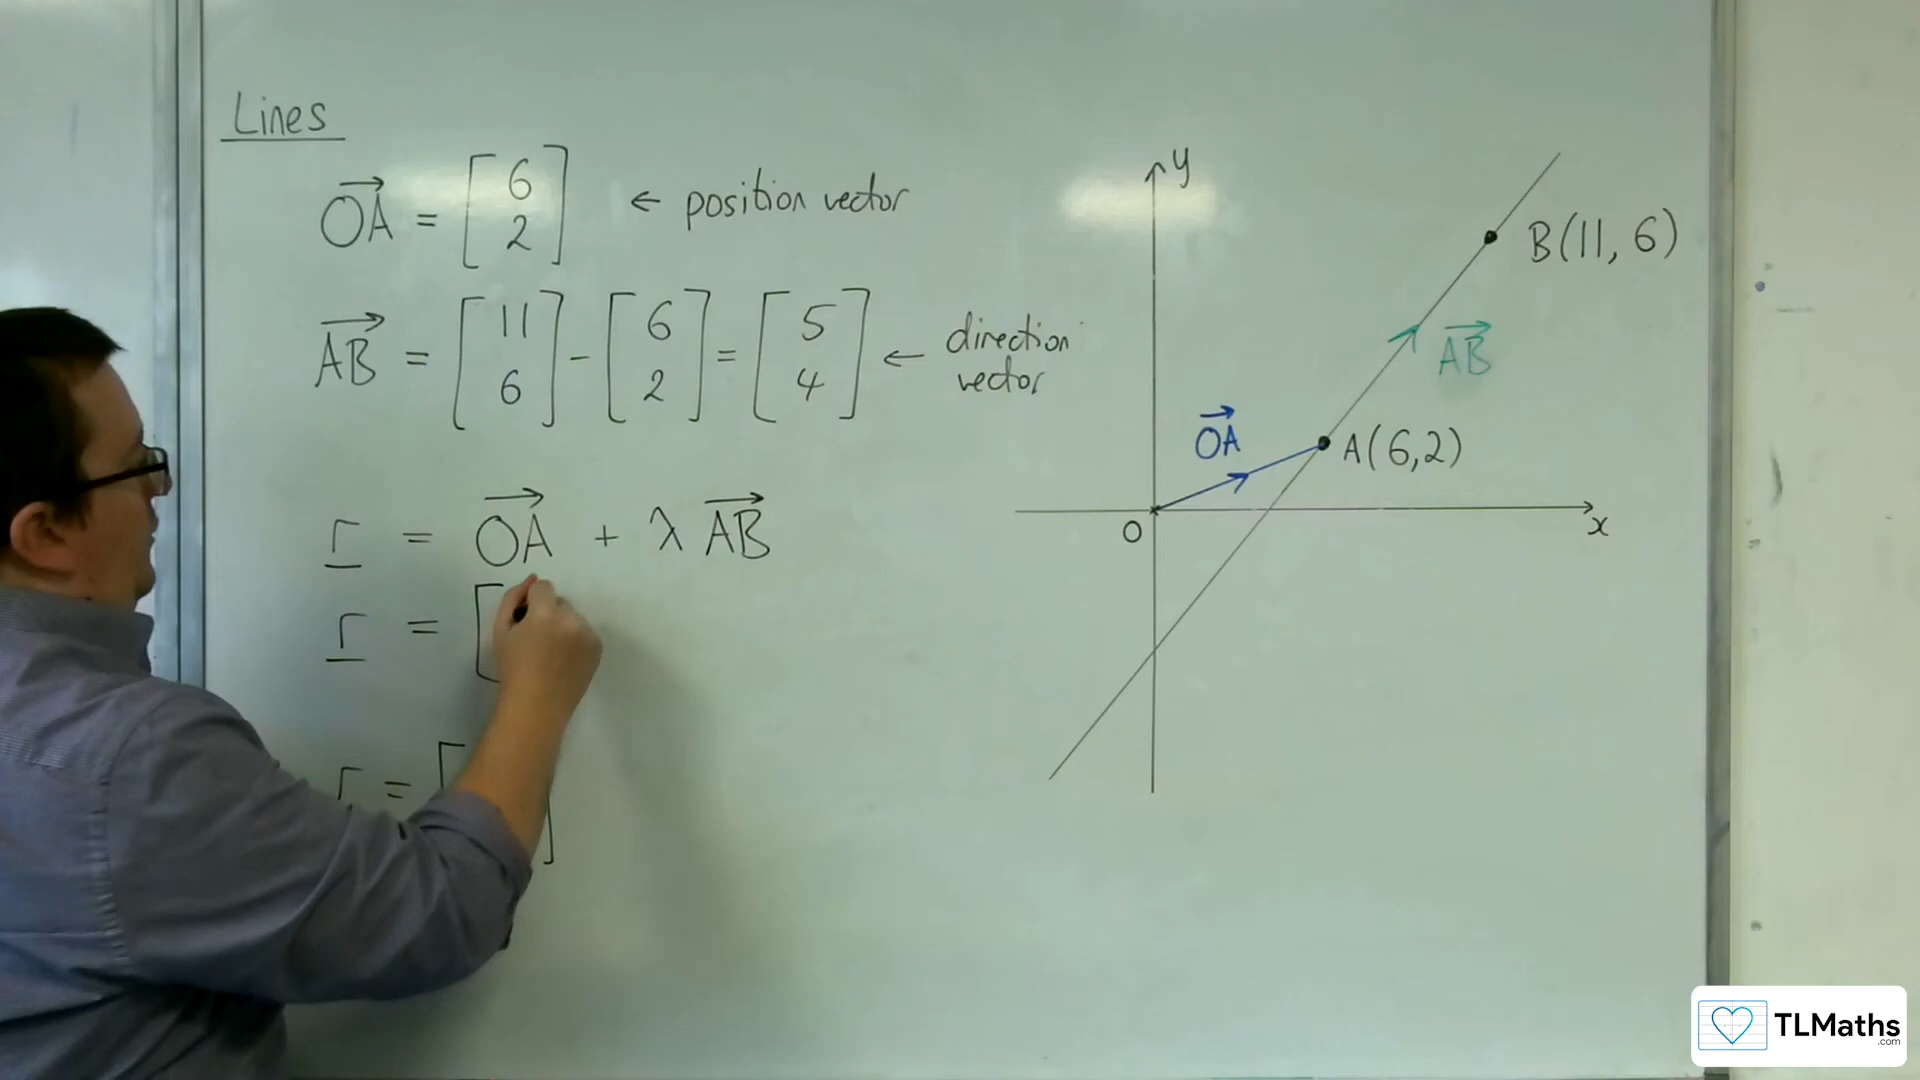 Lines
OA = [6 2] ← position vector
AB = [11 6] - [6 2] = [5 4] ← direction vector
r = OA + λ AB
r = [
r = [
y
B(11, 6)
AB
OA
A(6,2)
O
x
TLMaths
.com